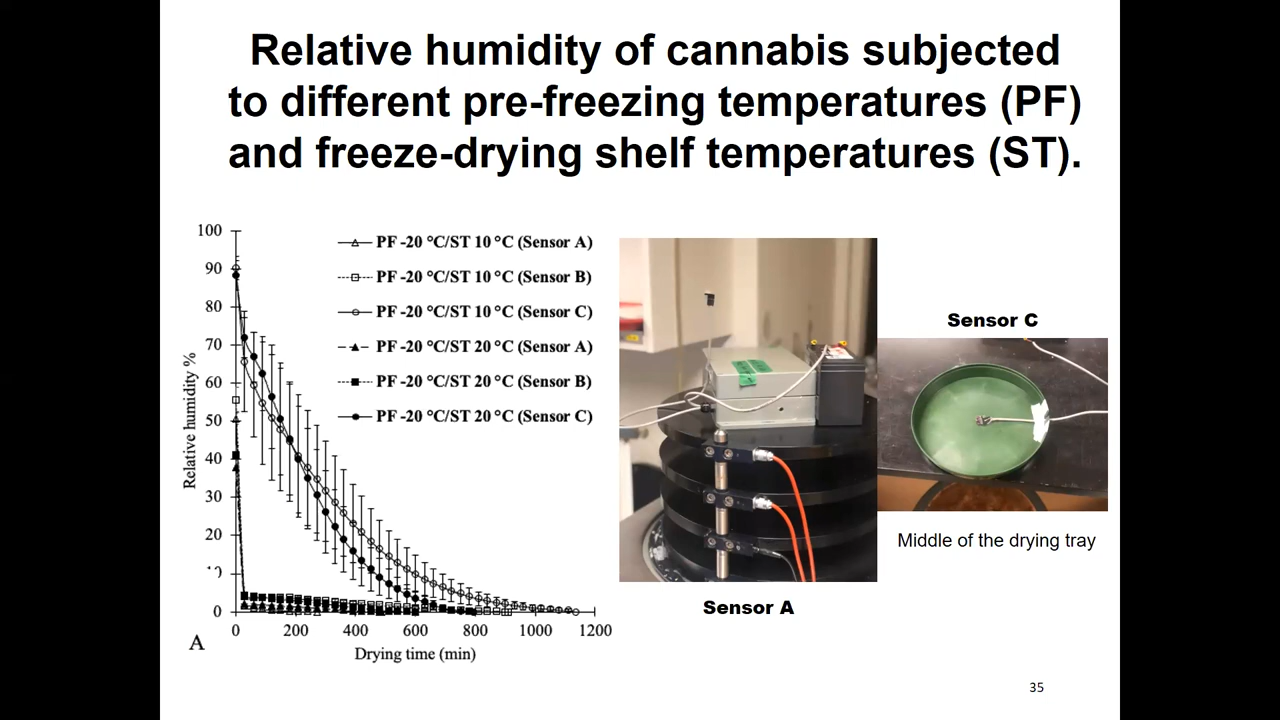 Relative humidity of cannabis subjected
to different pre-freezing temperatures (PF)
and freeze-drying shelf temperatures (ST).
100
90
80
70
60
50
40
30
20
0
Relative humidity %
PF -20 °C/ST 10 °C (Sensor A)
PF -20 °C/ST 10 °C (Sensor B)
PF -20 °C/ST 10 °C (Sensor C)
PF -20 °C/ST 20 °C (Sensor A)
PF -20 °C/ST 20 °C (Sensor B)
PF -20 °C/ST 20 °C (Sensor C)
0 200 400 600 800 1000 1200
Drying time (min)
A
Sensor A
Sensor C
Middle of the drying tray
35